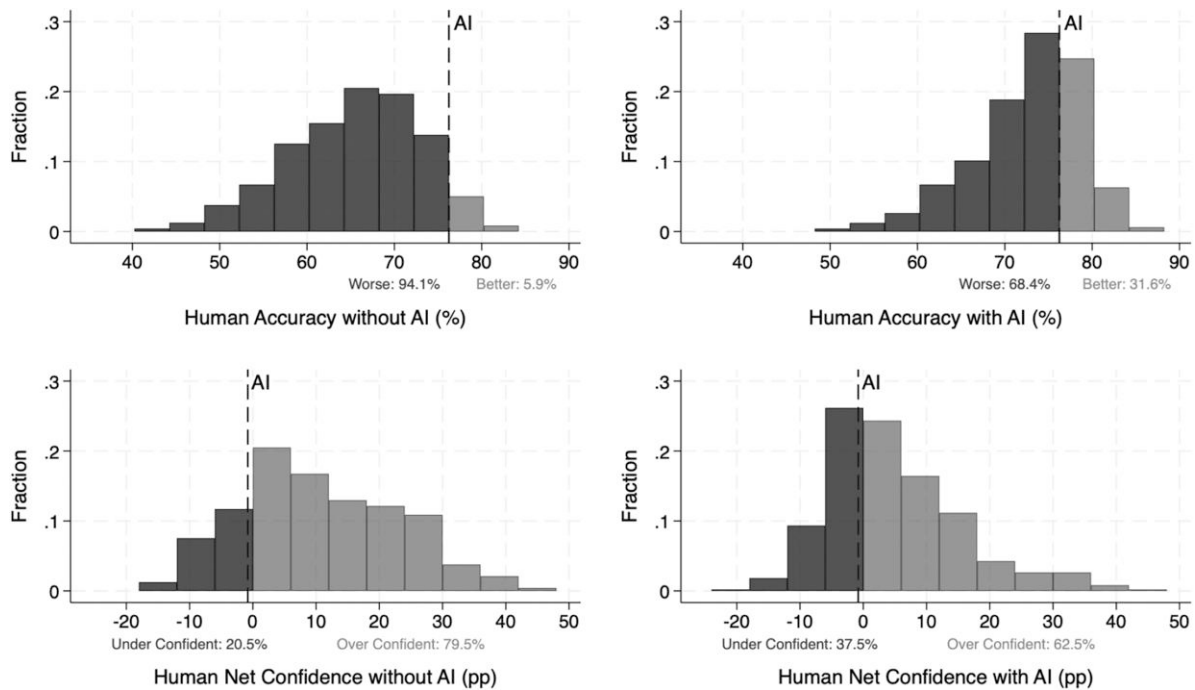 .3
.2
.1
0
Fraction
AI
40 50 60 70 80 90
Worse: 94.1% Better: 5.9%
Human Accuracy without AI (%)
.3
.2
.1
0
Fraction
AI
40 50 60 70 80 90
Worse: 68.4% Better: 31.6%
Human Accuracy with AI (%)
.3
.2
.1
0
Fraction
AI
-20 -10 0 10 20 30 40 50
Under Confident: 20.5% Over Confident: 79.5%
Human Net Confidence without AI (pp)
.3
.2
.1
0
Fraction
AI
-20 -10 0 10 20 30 40 50
Under Confident: 37.5% Over Confident: 62.5%
Human Net Confidence with AI (pp)